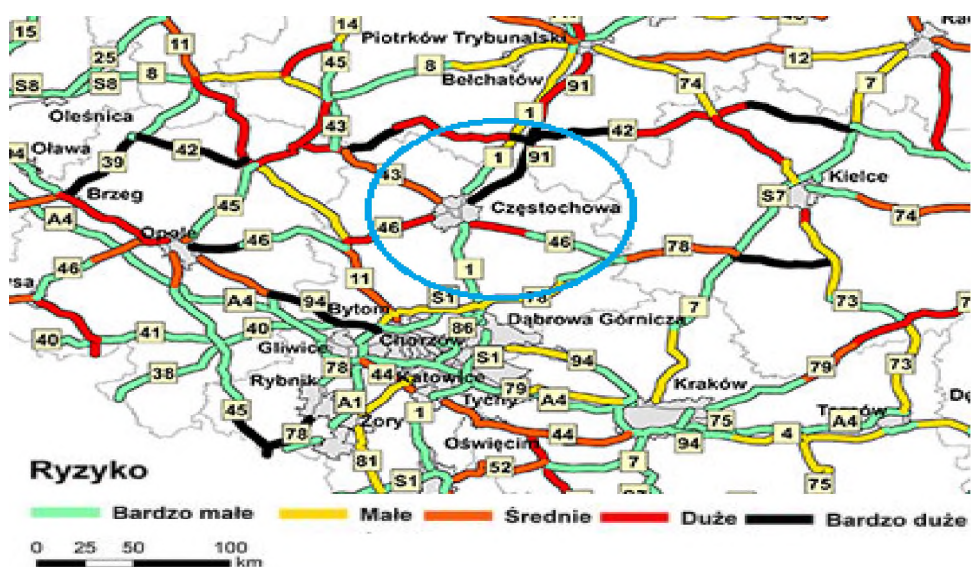 15
11
14
Piotrków Trybunalski
25
45
8
12
S8
S8
8
Bełchatów
91
74
7
Oleśnica
1
43
42
Oława
42
1
91
39
43
Kielce
Brzeg
S7
Częstochowa
A4
45
74
Opole
46
46
46
78
46
1
11
S1
78
7
73
A4
94
Bytom
86
Dąbrowa Górnicza
40
41
40
Chorzów
Gliwice
S1
94
79
73
38
78
44
Katowice
Rybnik
79
Kraków
A4
45
A1
1
Tychy
75
Tarnów
A4
78
Żory
44
94
4
Oświęcim
81
7
52
S1
75
Ryzyko
Bardzo małe Małe Średnie Duże Bardzo duże
0 25 50 100
km